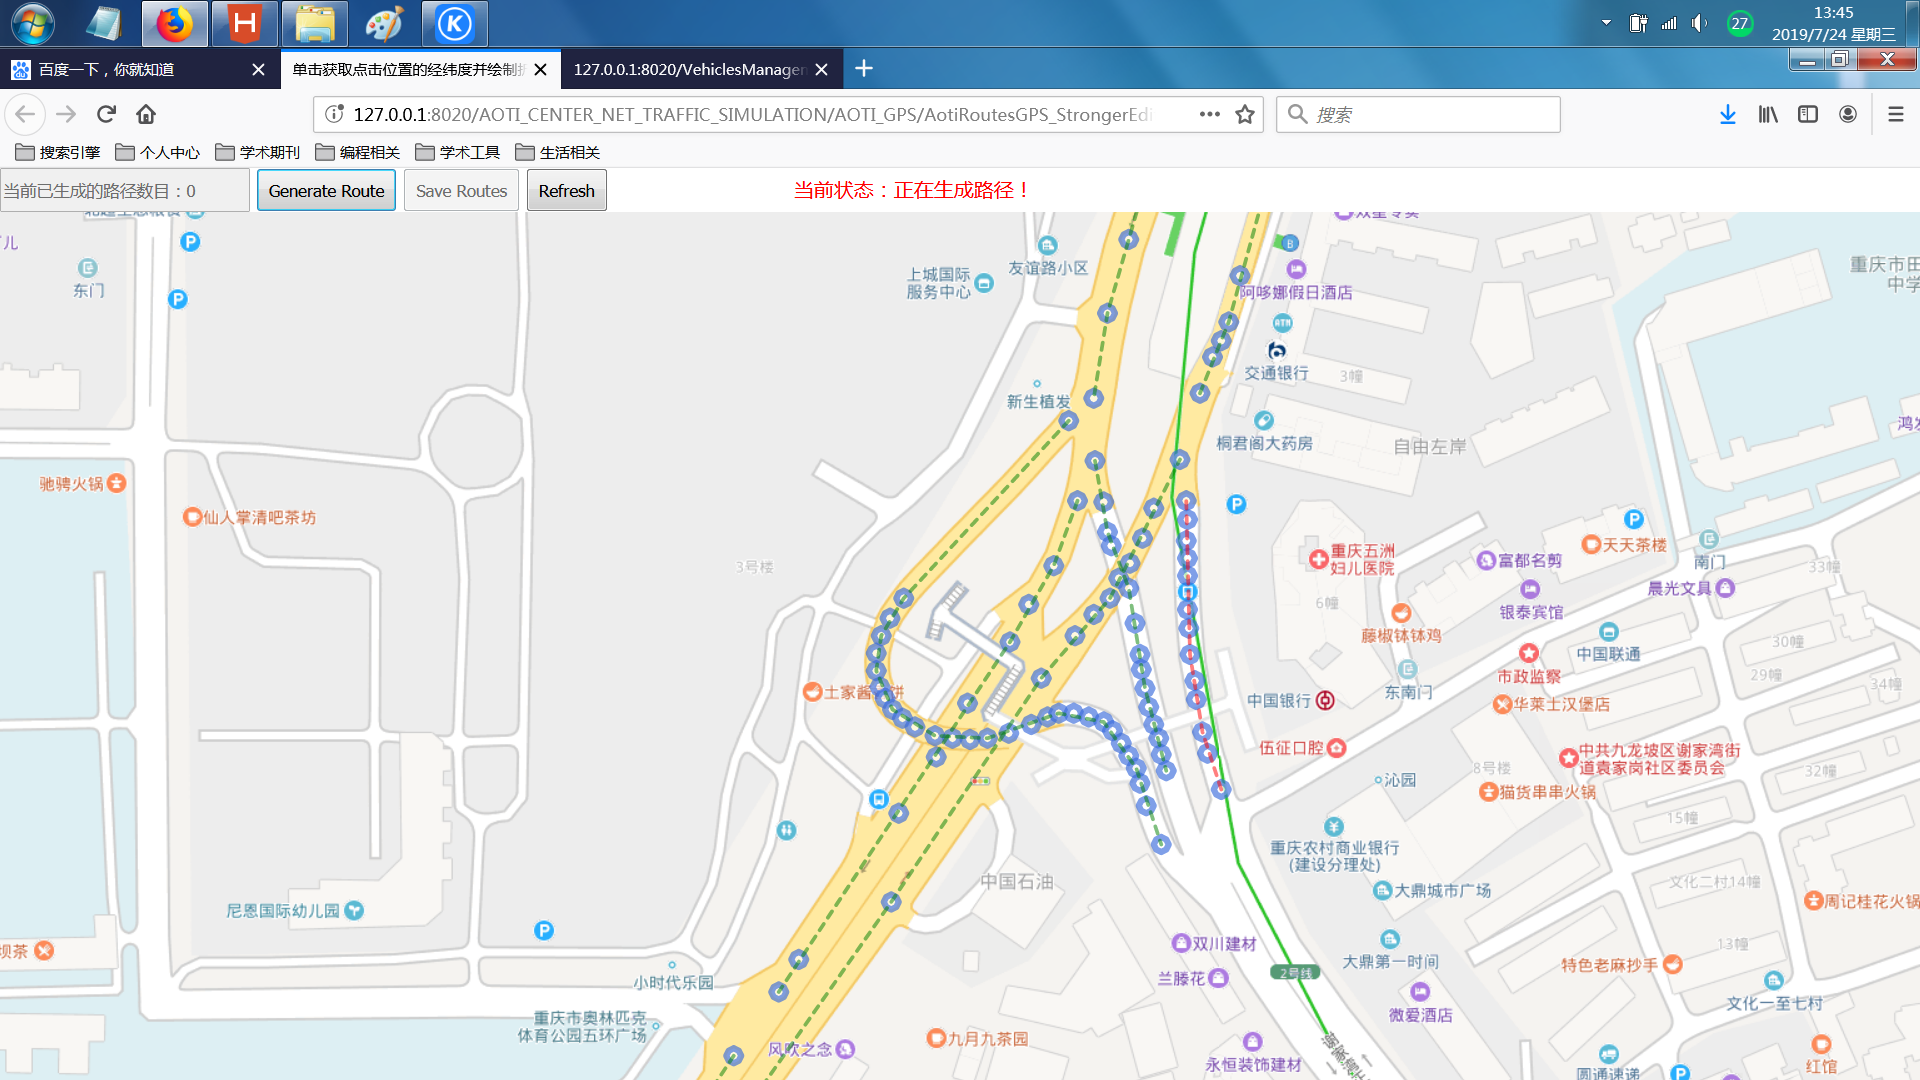 27
13:45
2019/7/24 星期三
百度一下，你就知道
单击获取点击位置的经纬度并绘制折
127.0.0.1:8020/VehiclesManagen
127.0.0.1:8020/AOTI_CENTER_NET_TRAFFIC_SIMULATION/AOTI_GPS/AotiRoutesGPS_StrongerEdi
搜索
搜索引擎
个人中心
学术期刊
编程相关
学术工具
生活相关
当前已生成的路径数目：0
Generate Route
Save Routes
Refresh
当前状态：正在生成路径！
东门
上城国际
服务中心
友谊路小区
阿哆娜假日酒店
ATM
交通银行
3幢
重庆市田
中学
新生植发
桐君阁大药房
自由左岸
驰骋火锅
仙人掌清吧茶坊
3号楼
重庆五洲
妇儿医院
6幢
富都名剪
天天茶楼
南门
33幢
晨光文具
银泰宾馆
藤椒钵钵鸡
中国联通
30幢
市政监察
29幢
34幢
东南门
华莱士汉堡店
中国银行
伍征口腔
中共九龙坡区谢家湾街
道袁家岗社区委员会
8号楼
32幢
沁园
猫货串串火锅
15幢
重庆农村商业银行
(建设分理处)
大鼎城市广场
文化二村14幢
周记桂花火锅
中国石油
尼恩国际幼儿园
坝茶
双川建材
兰滕花
大鼎第一时间
13幢
特色老麻抄手
2号线
小时代乐园
微爱酒店
文化一至七村
重庆市奥林匹克
体育公园五环广场
风吹之念
九月九茶园
永恒装饰建材
圆通速递
红馆